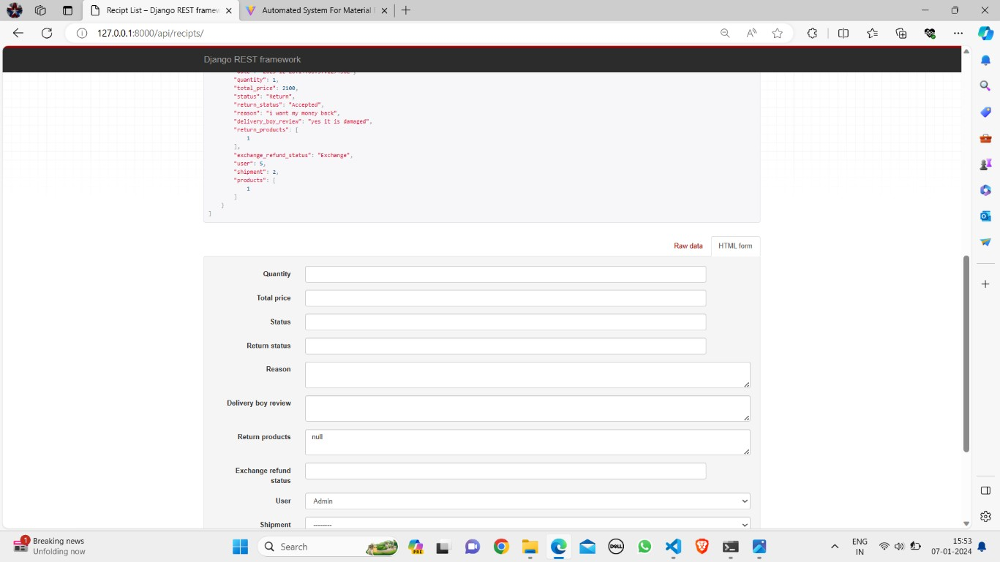 Recipt List – Django REST framew
Automated System For Material
127.0.0.1:8000/api/recipts/
Django REST framework
"quantity": 1,
"total_price": 2100,
"status": "Return",
"return_status": "Accepted",
"reason": "i want my money back",
"delivery_boy_review": "yes it is damaged",
"return_products": [
1
],
"exchange_refund_status": "Exchange",
"user": 5,
"shipment": 2,
"products": [
1
]
}
]
Raw data
HTML form
Quantity
Total price
Status
Return status
Reason
Delivery boy review
Return products
null
Exchange refund
status
User
Admin
Shipment
--------
1
Breaking news
Unfolding now
Search
PRE
DELL
ENG
IN
15:53
07-01-2024